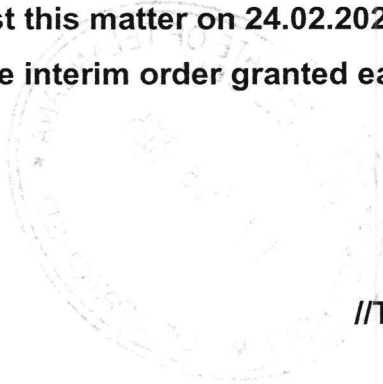 st this matter on 24.02.202
e interim order granted ea
//T